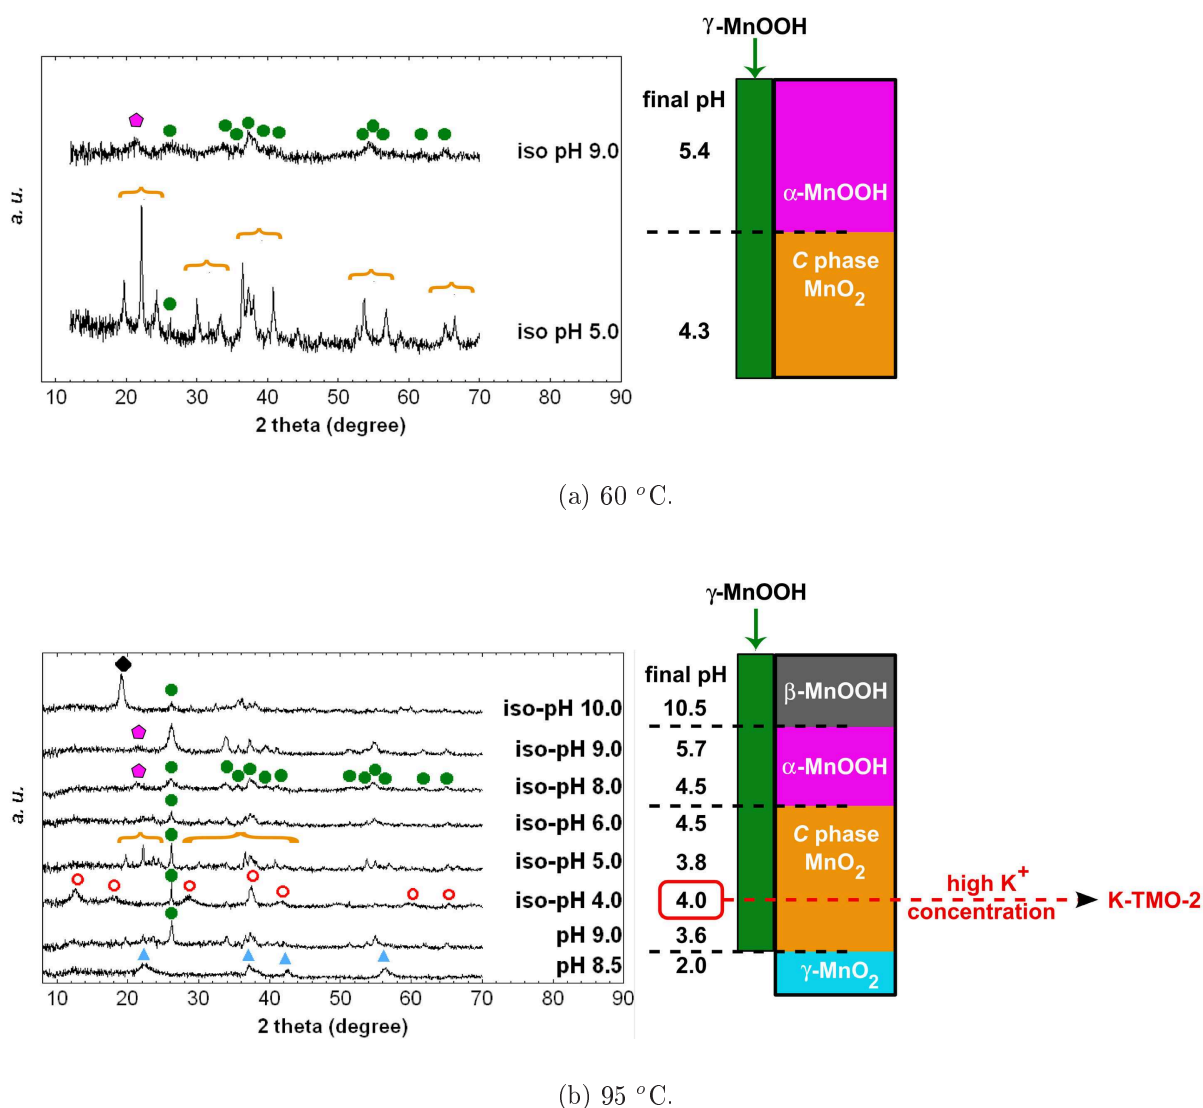 γ-MnOOH
final pH
iso pH 9.0
5.4
α-MnOOH
a. u.
C phase
MnO2
iso pH 5.0
4.3
10 20 30 40 50 60 70 80 90
2 theta (degree)
(a) 60 °C.
γ-MnOOH
final pH
β-MnOOH
iso-pH 10.0
10.5
iso-pH 9.0
5.7
α-MnOOH
iso-pH 8.0
4.5
iso-pH 6.0
4.5
C phase
MnO2
a. u.
iso-pH 5.0
3.8
iso-pH 4.0
4.0
high K+
concentration
K-TMO-2
pH 9.0
3.6
pH 8.5
2.0
γ-MnO2
10 20 30 40 50 60 70 80 90
2 theta (degree)
(b) 95 °C.